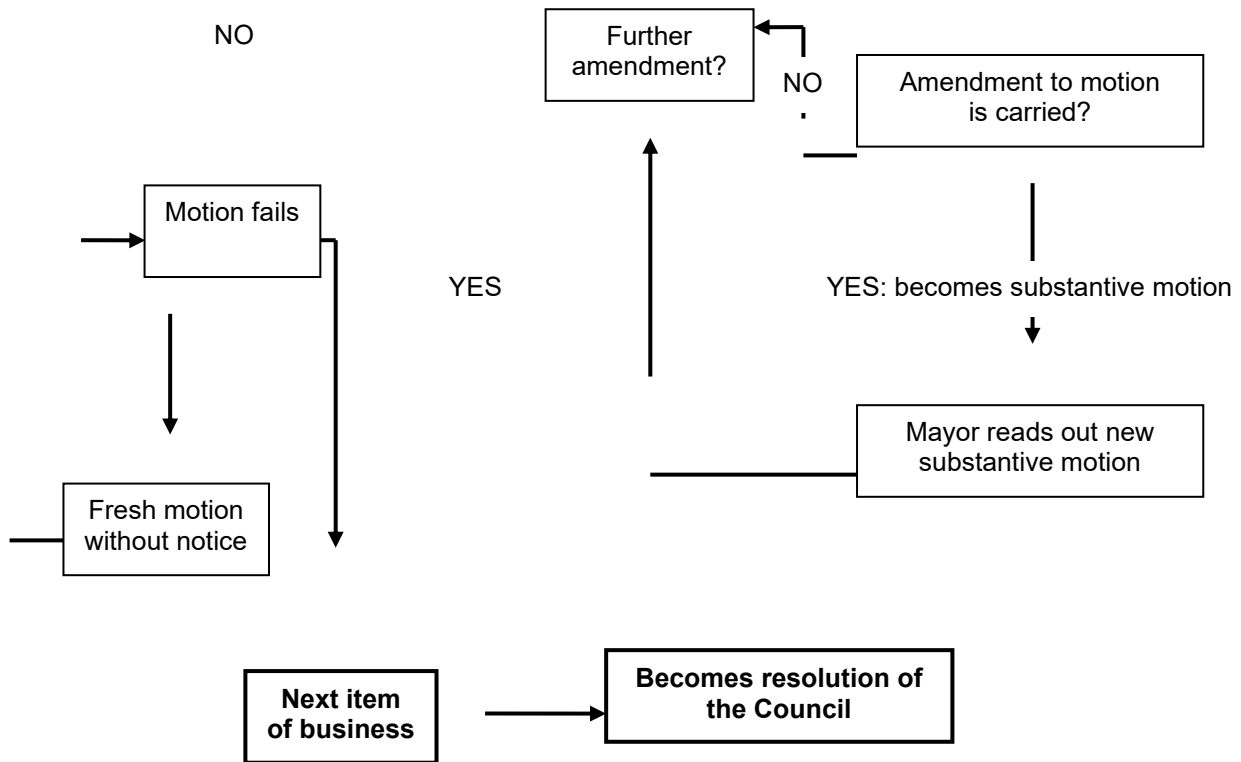 NO
Further
amendment?
NO
Amendment to motion
is carried?
Motion fails
YES
YES: becomes substantive motion
Mayor reads out new
substantive motion
Fresh motion
without notice
Next item
of business
Becomes resolution of
the Council